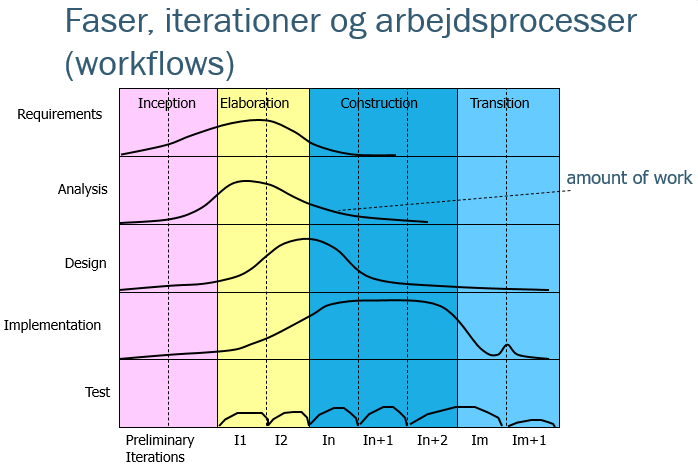 Faser, iterationer og arbejdsprocesser
(workflows)
Inception Elaboration Construction Transition
Requirements
Analysis
amount of work
Design
Implementation
Test
Preliminary I1 I2 In In+1 In+2 Im Im+1
Iterations